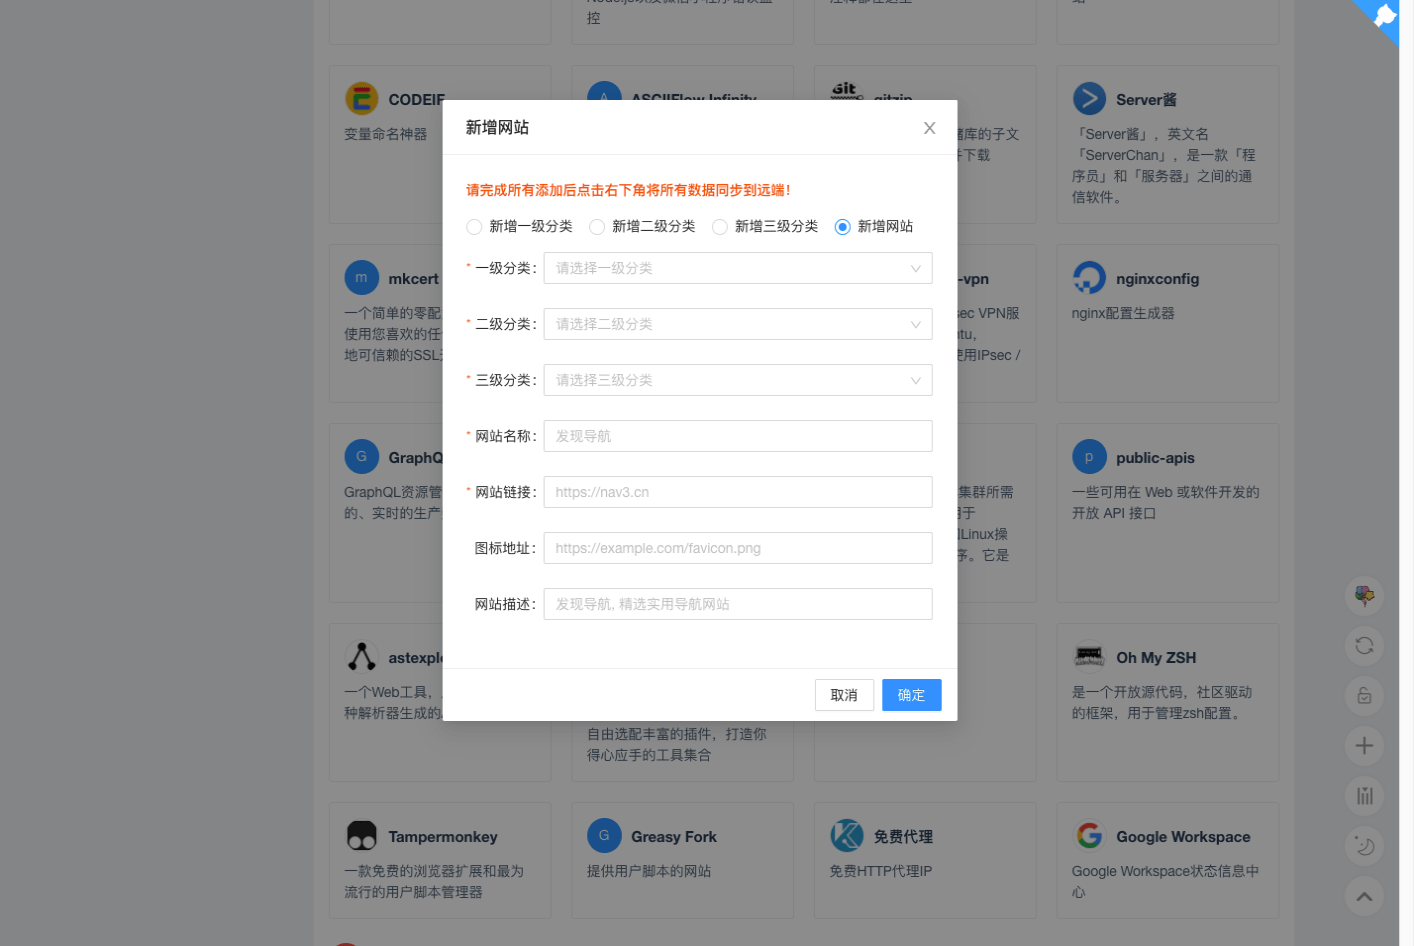 控
CODEIF
变量命名神器
A
ASCIIFlow Infinity
gitzip
储库的子文
件下载
Server酱
「Server酱」，英文名
「ServerChan」，是一款「程
序员」和「服务器」之间的通
信软件。
新增网站
请完成所有添加后点击右下角将所有数据同步到远端！
新增一级分类
新增二级分类
新增三级分类
新增网站
* 一级分类：
请选择一级分类
* 二级分类：
请选择二级分类
* 三级分类：
请选择三级分类
* 网站名称：
发现导航
* 网站链接：
https://nav3.cn
图标地址：
https://example.com/favicon.png
网站描述：
发现导航, 精选实用导航网站
取消
确定
m
mkcert
一个简单的零配
使用您喜欢的任
地可信赖的SSL
-vpn
sec VPN服
ntu,
使用IPsec /
nginxconfig
nginx配置生成器
G
GraphQ
GraphQL资源管
的、实时的生产
集群所需
用于
Linux操
序。它是
p
public-apis
一些可用在 Web 或软件开发的
开放 API 接口
astexplo
一个Web工具，
种解析器生成的
自由选配丰富的插件，打造你
得心应手的工具集合
Oh My ZSH
是一个开放源代码，社区驱动
的框架，用于管理zsh配置。
Tampermonkey
一款免费的浏览器扩展和最为
流行的用户脚本管理器
G
Greasy Fork
提供用户脚本的网站
免费代理
免费HTTP代理IP
Google Workspace
Google Workspace状态信息中
心